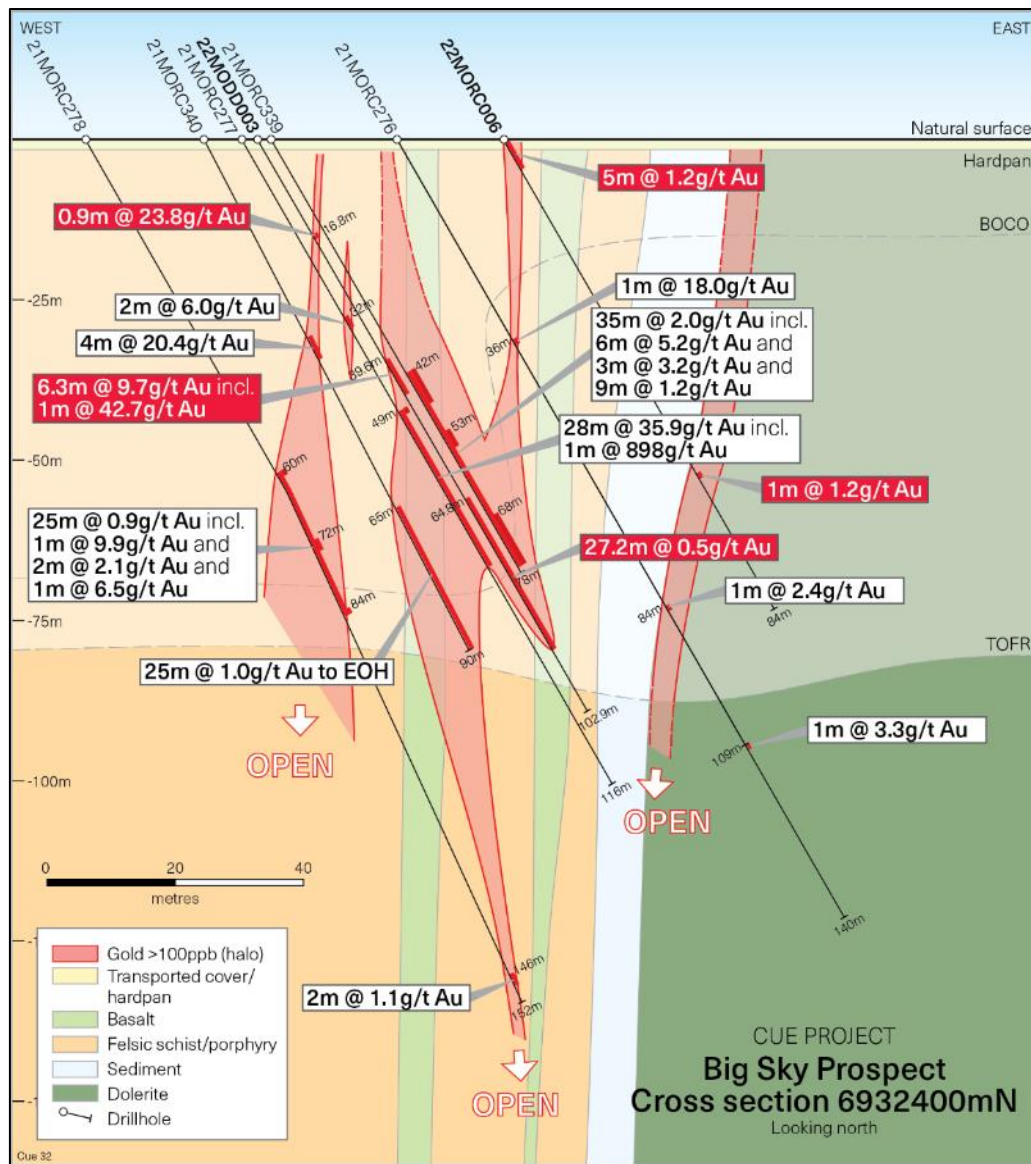 WEST
EAST
21MORC278
21MORC340
21MORC277
22MODD003
21MORC339
21MORC276
22MORC006
Natural surface
Hardpan
5m @ 1.2g/t Au
0.9m @ 23.8g/t Au
16.8m
BOCO
-25m
2m @ 6.0g/t Au
32m
1m @ 18.0g/t Au
4m @ 20.4g/t Au
36m
35m @ 2.0g/t Au incl.
6m @ 5.2g/t Au and
3m @ 3.2g/t Au and
9m @ 1.2g/t Au
39.6m
42m
6.3m @ 9.7g/t Au incl.
1m @ 42.7g/t Au
49m
53m
28m @ 35.9g/t Au incl.
1m @ 898g/t Au
-50m
60m
1m @ 1.2g/t Au
65m
64.8m
68m
25m @ 0.9g/t Au incl.
1m @ 9.9g/t Au and
2m @ 2.1g/t Au and
1m @ 6.5g/t Au
72m
27.2m @ 0.5g/t Au
78m
84m
1m @ 2.4g/t Au
84m
84m
-75m
TOFR
25m @ 1.0g/t Au to EOH
90m
102.9m
1m @ 3.3g/t Au
109m
OPEN
-100m
116m
OPEN
0 20 40
metres
140m
Gold >100ppb (halo)
Transported cover/
hardpan
Basalt
Felsic schist/porphyry
Sediment
Dolerite
Drillhole
146m
2m @ 1.1g/t Au
152m
OPEN
CUE PROJECT
Big Sky Prospect
Cross section 6932400mN
Looking north
Cue 32